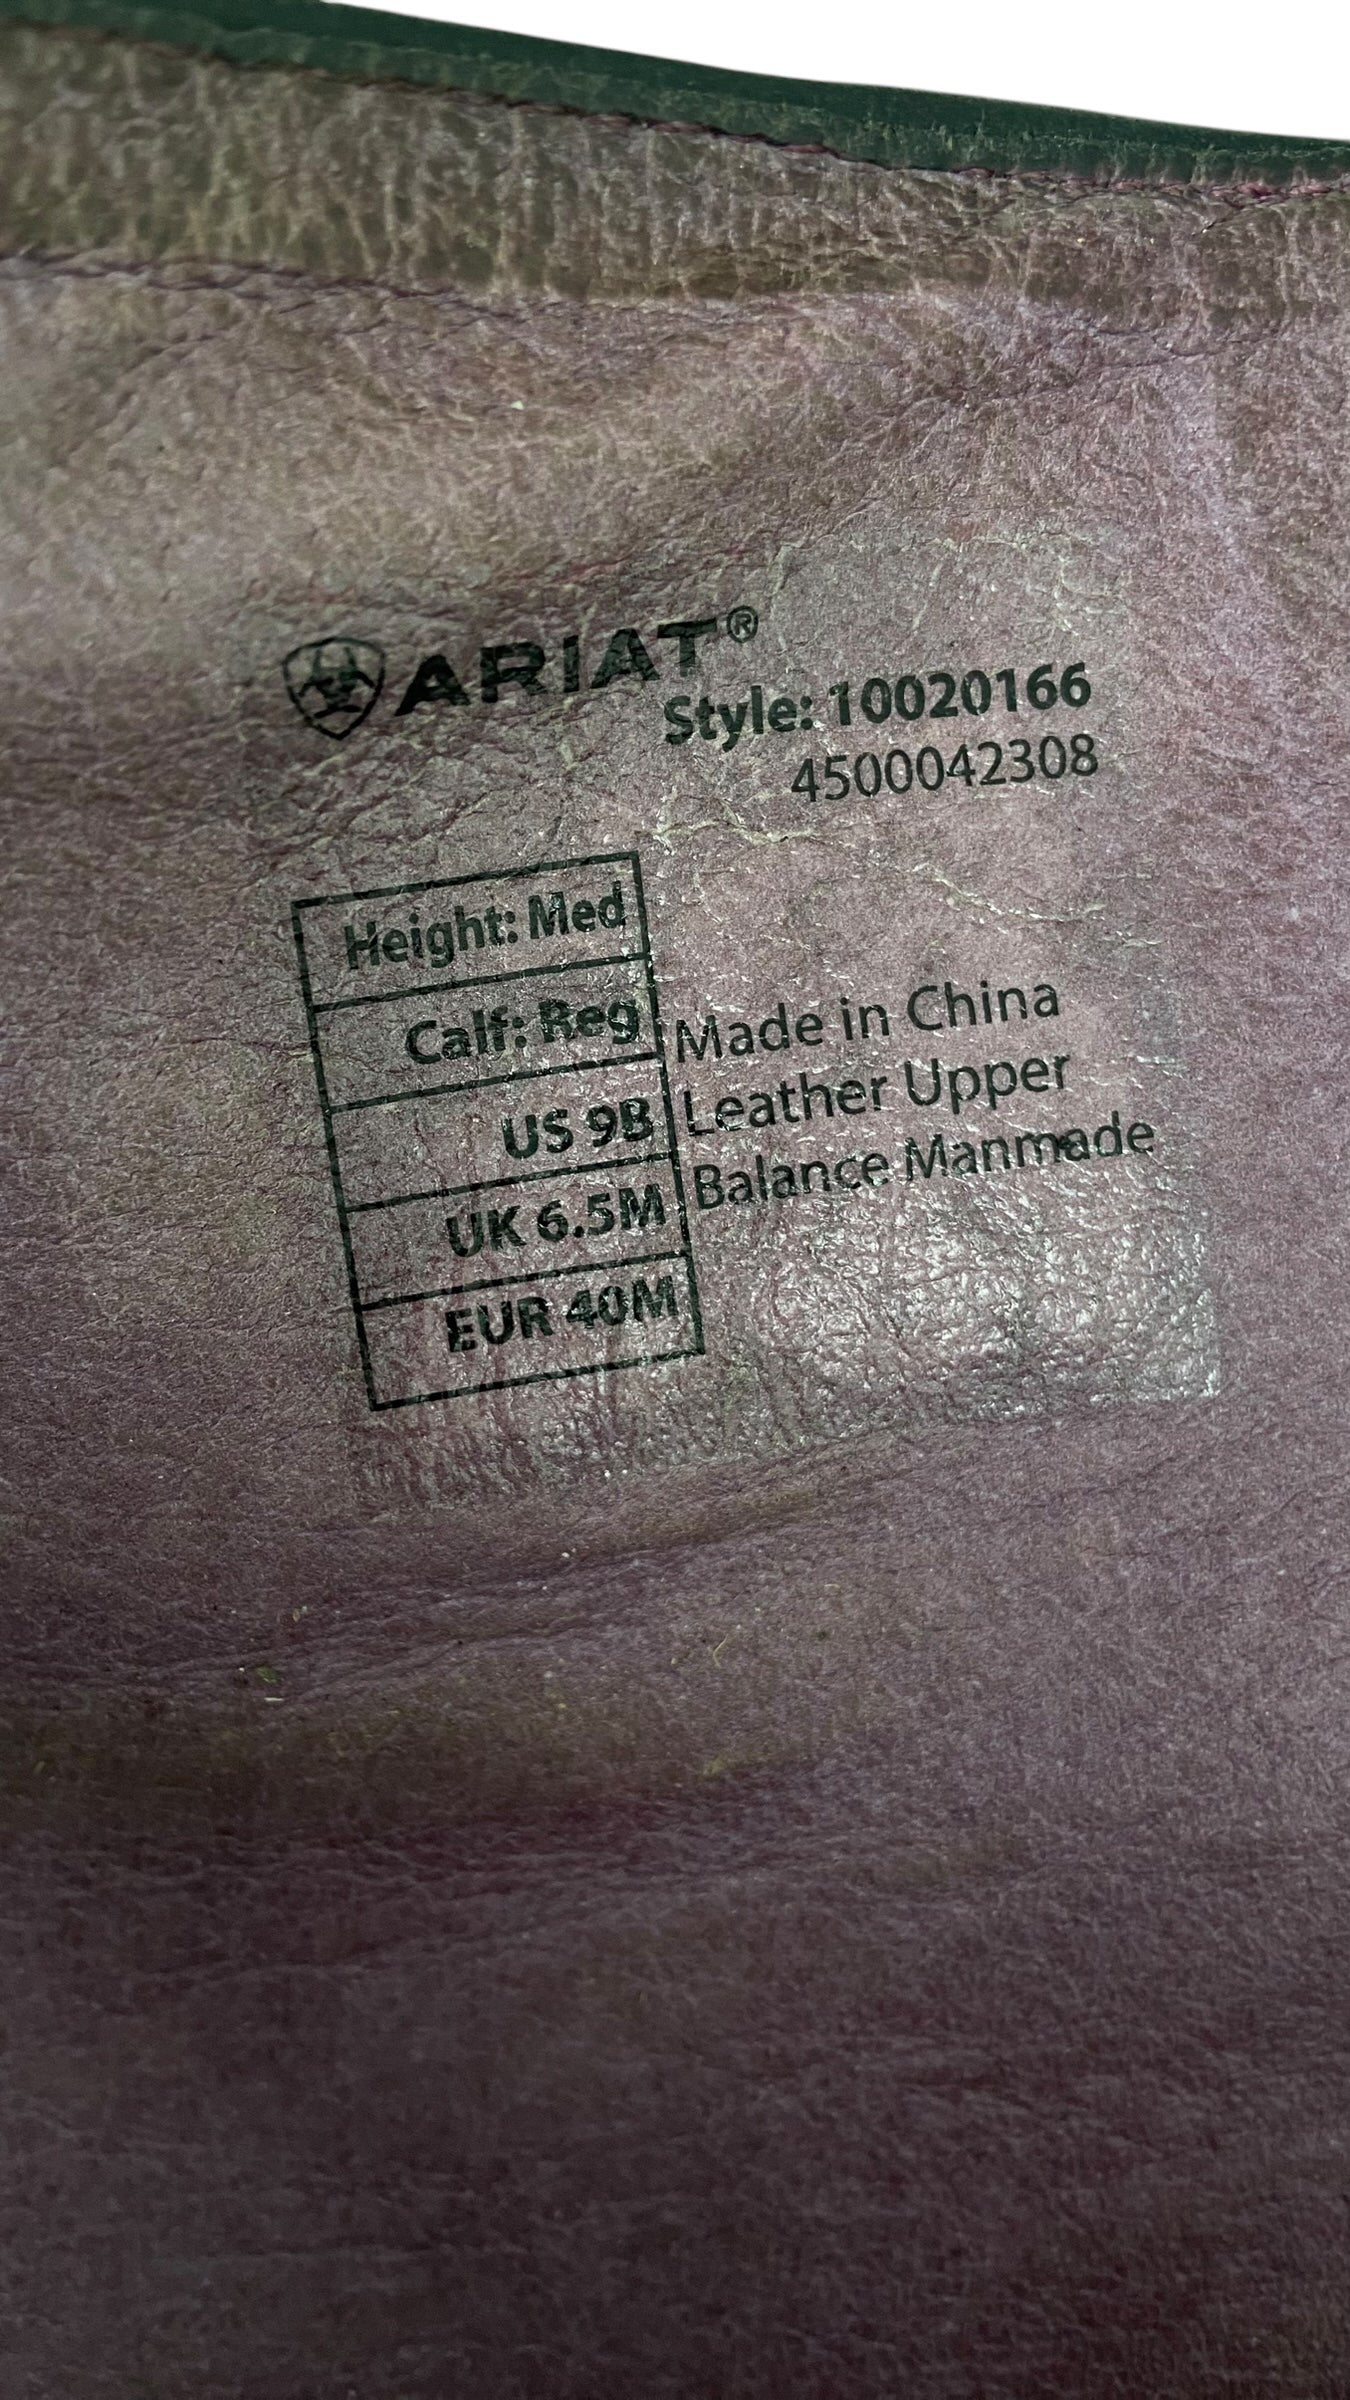 ARIAT®
Style: 10020166
4500042308
Height: Med
Calf: Reg
US 9B
UK 6.5M
EUR 40M
Made in China
Leather Upper
Balance Manmade